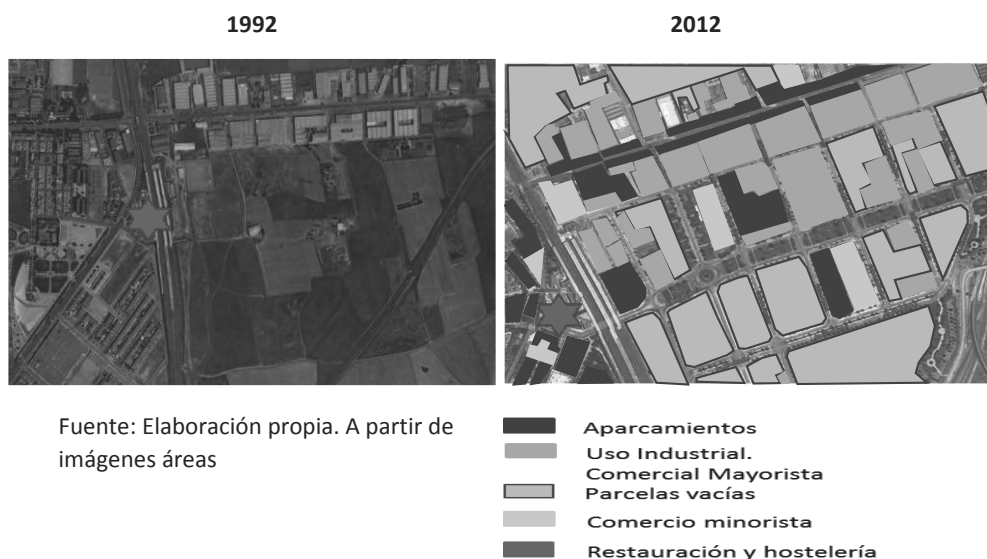 1992
2012
Fuente: Elaboración propia. A partir de
imágenes áreas
Aparcamientos
Uso Industrial.
Comercial Mayorista
Parcelas vacías
Comercio minorista
Restauración y hostelería